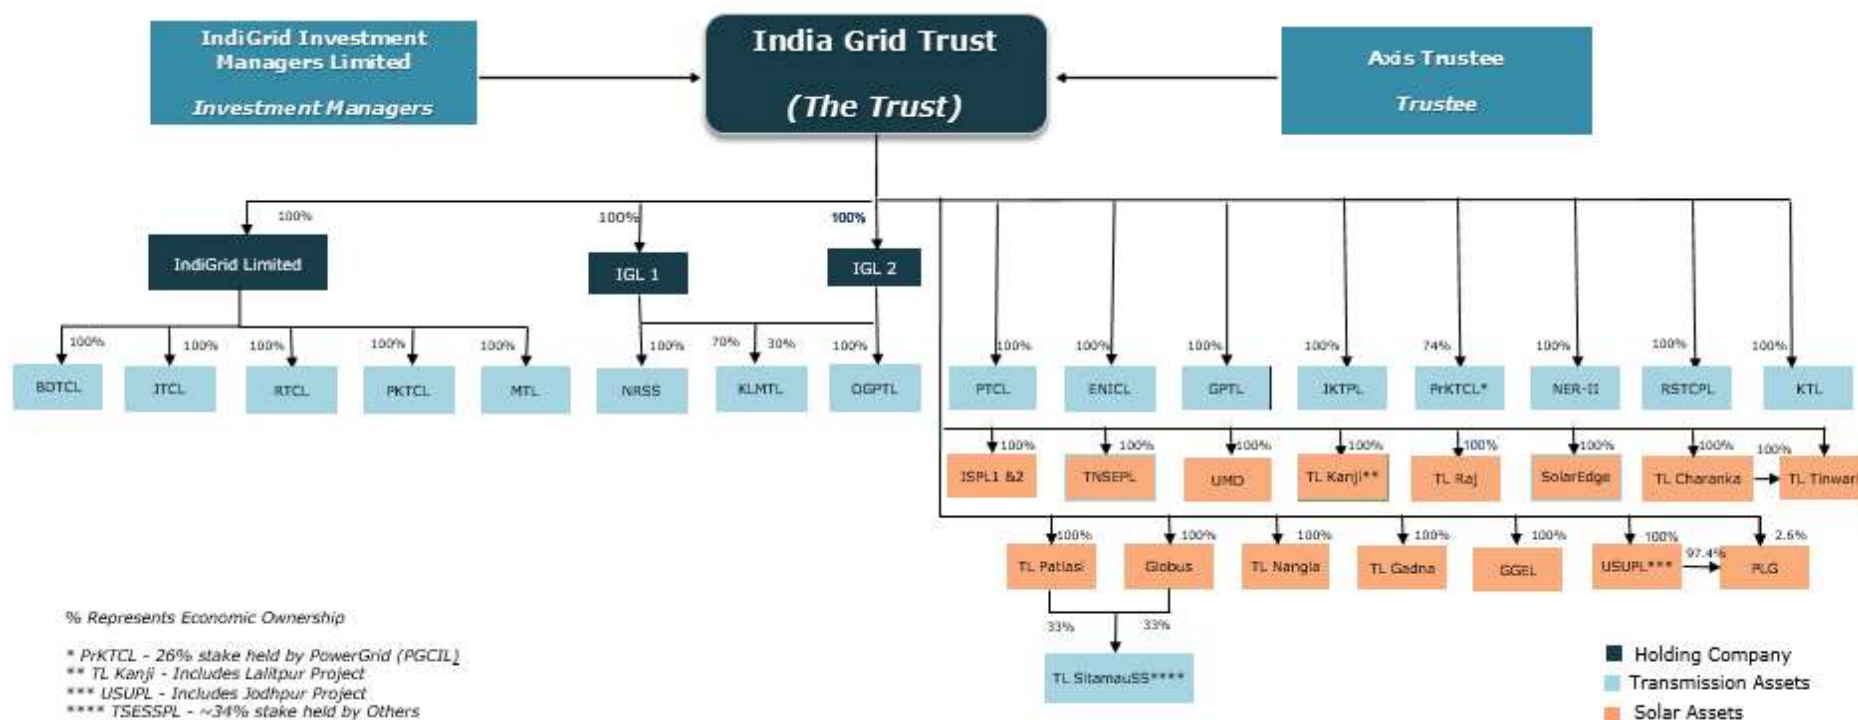 IndiGrid Investment
Managers Limited
Investment Managers
India Grid Trust
(The Trust)
Axis Trustee
Trustee
100%
100%
100%
IndiGrid Limited
IGL 1
IGL 2
100%
100%
100%
100%
100%
100%
70%
30%
100%
100%
100%
100%
100%
74%
100%
100%
100%
BDTCL
JTCL
RTCL
PKTCL
MTL
NRSS
KLMTL
OGPTL
PTCL
ENICL
GPTL
JKTPL
PrKTCL*
NER-II
RSTCPL
KTL
100%
100%
100%
100%
100%
100%
100%
100%
ISPL1 &2
TNSEPL
UMD
TL Kanji**
TL Raj
SolarEdge
TL Charanka
TL Tinwari
100%
100%
100%
100%
100%
100%
97.4%
2.6%
TL Patlasi
Globus
TL Nangla
TL Gadna
GGEL
USUPL***
PLG
33%
33%
TL SitamauSS****
% Represents Economic Ownership
* PrKTCL - 26% stake held by PowerGrid (PGCIL)
** TL Kanji - Includes Lalitpur Project
*** USUPL - Includes Jodhpur Project
**** TSESSPL - ~34% stake held by Others
Holding Company
Transmission Assets
Solar Assets